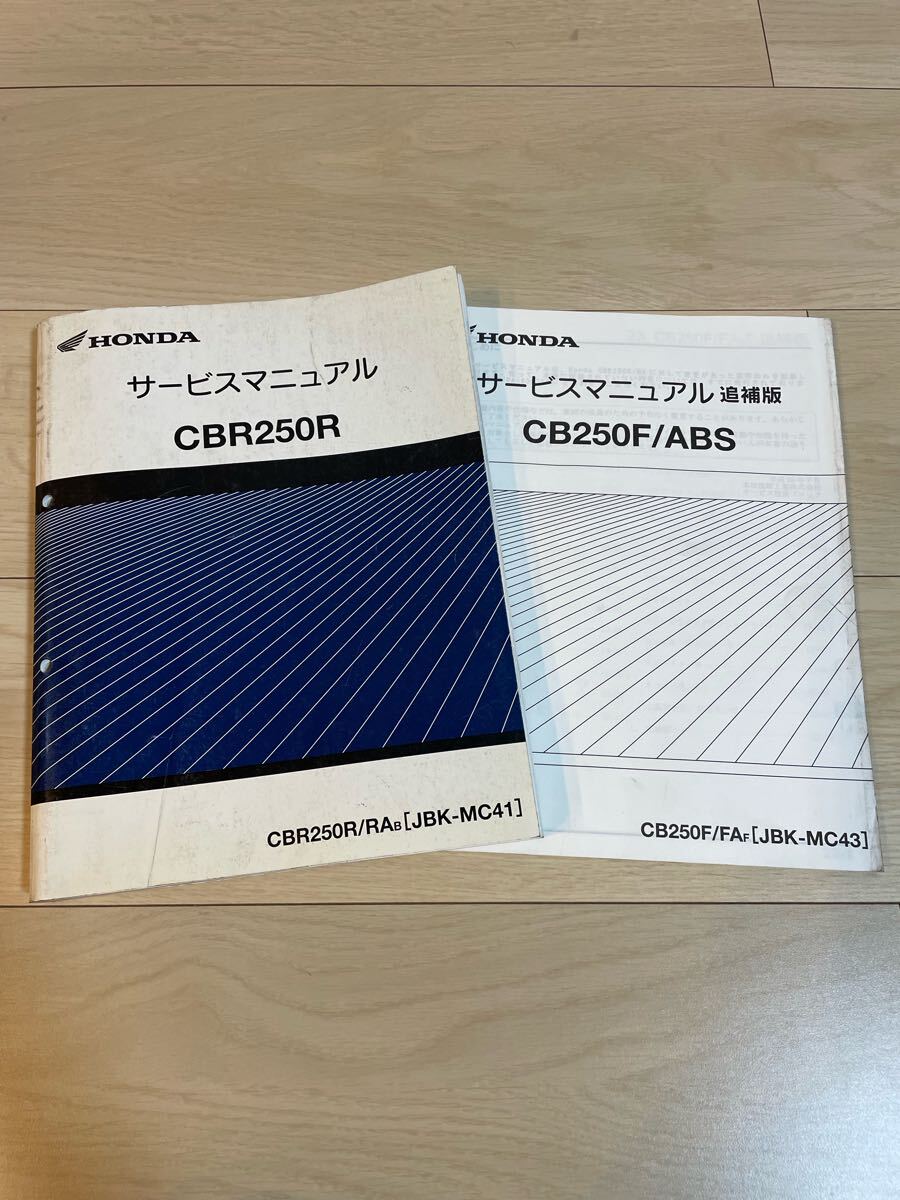 HONDA
サービスマニュアル
CBR250R
CBR250R/RAB[JBK-MC41]
HONDA
サービスマニュアル 追補版
CB250F/ABS
CB250F/FAF[JBK-MC43]